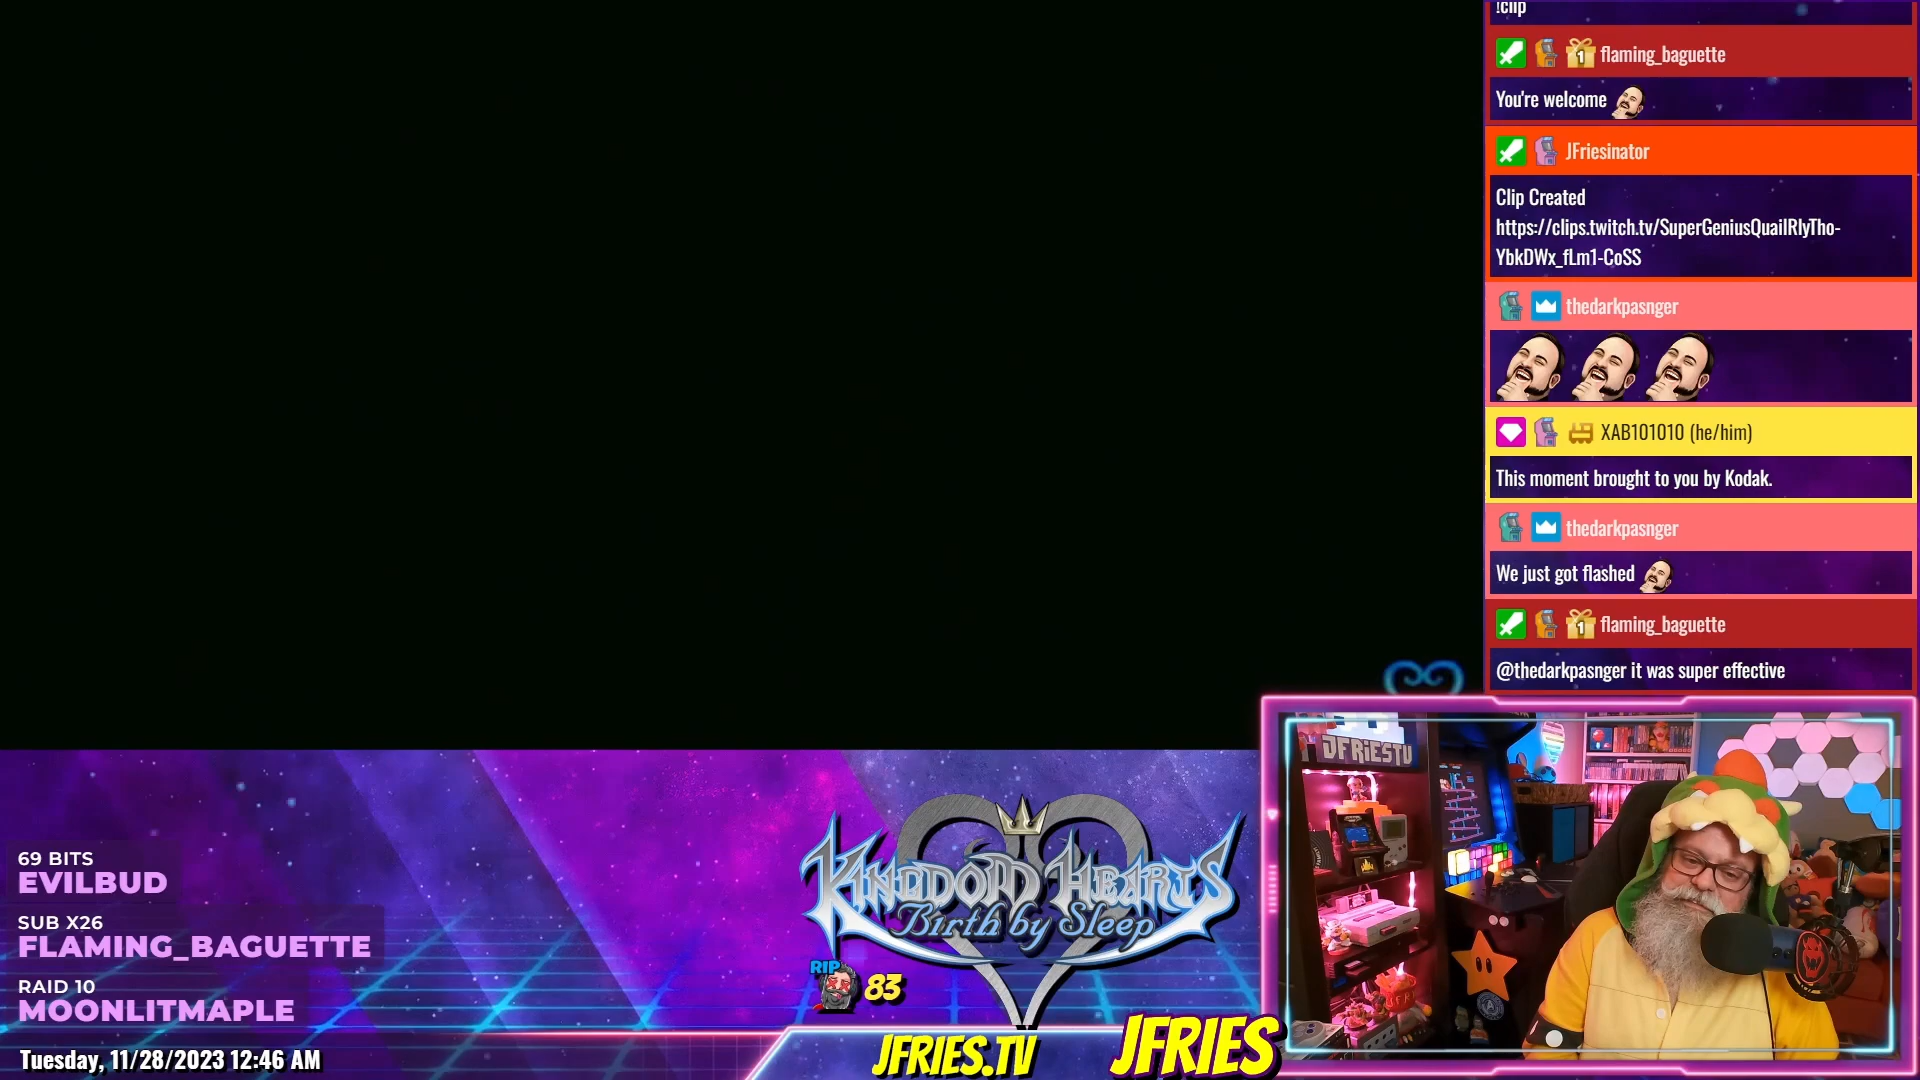 !clip
flaming_baguette
You're welcome
JFriesinator
Clip Created
https://clips.twitch.tv/SuperGeniusQuailRlyTho-
YbkDWx_fLm1-CoSS
thedarkpasnger
XAB101010 (he/him)
This moment brought to you by Kodak.
thedarkpasnger
We just got flashed
flaming_baguette
@thedarkpasnger it was super effective
JFRiESTV
69 BITS
EVILBUD
SUB X26
FLAMING_BAGUETTE
RAID 10
MOONLITMAPLE
Tuesday, 11/28/2023 12:46 AM
KINGDOM HEARTS
Birth by Sleep
RIP
83
JFRIES.TV
JFRIES